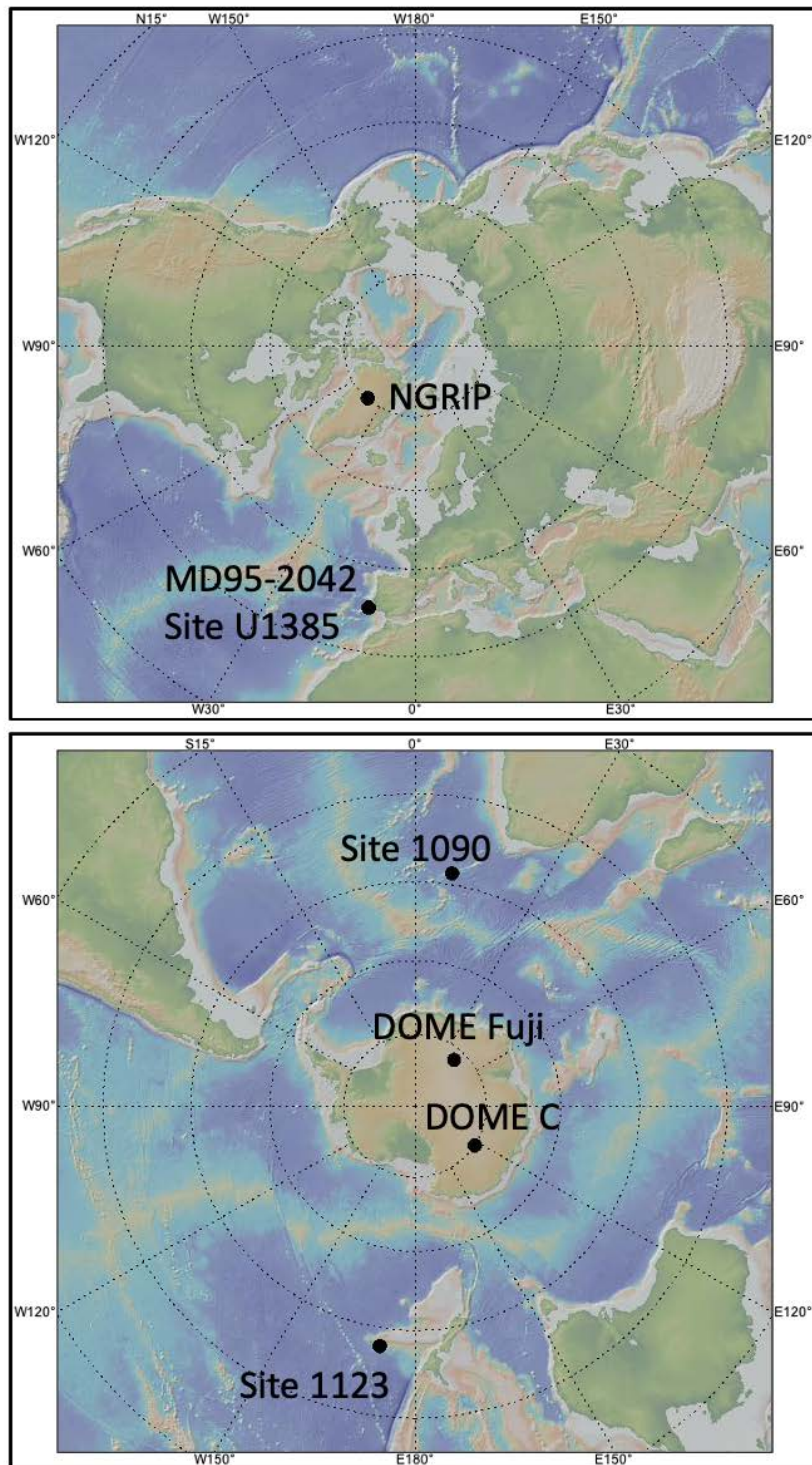 N15° W150° W180° E150°
W120° E120°
W90° E90°
NGRIP
W60° E60°
MD95-2042
Site U1385
W30° 0° E30°
S15° 0° E30°
Site 1090
W60° E60°
DOME Fuji
W90° E90°
DOME C
W120° E120°
Site 1123
W150° E180° E150°